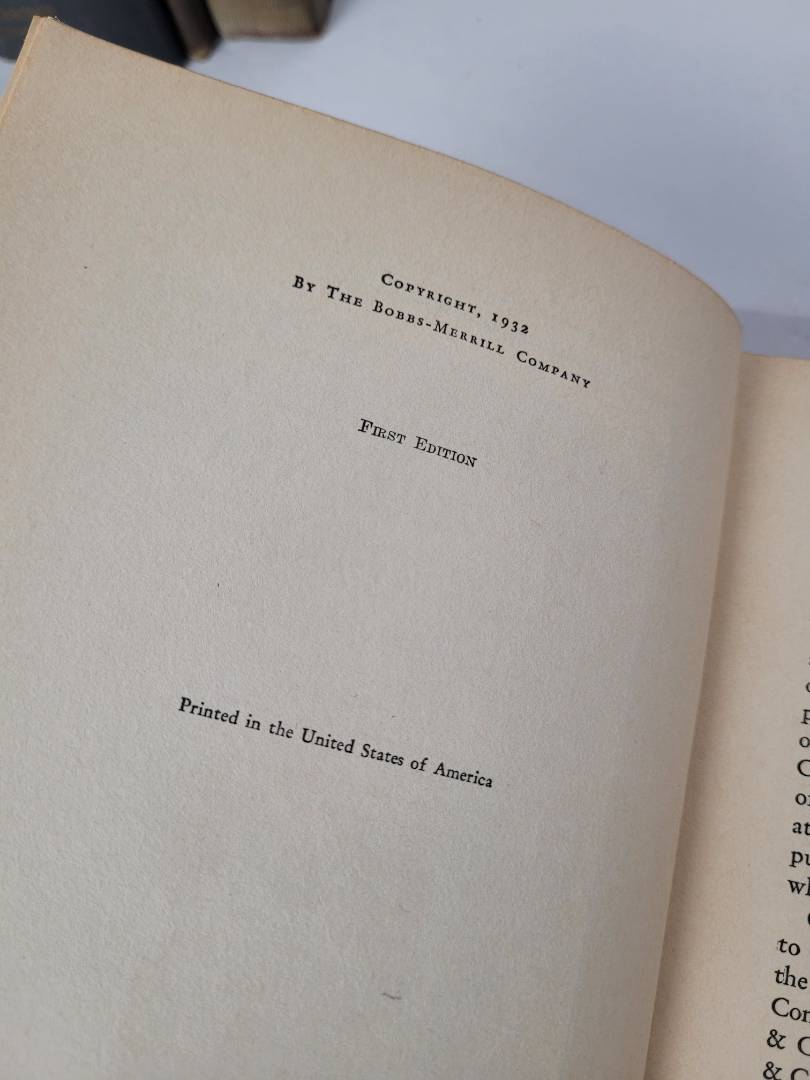 Copyright, 1932
By The Bobbs-Merrill Company
First Edition
Printed in the United States of America
to
the
&
&